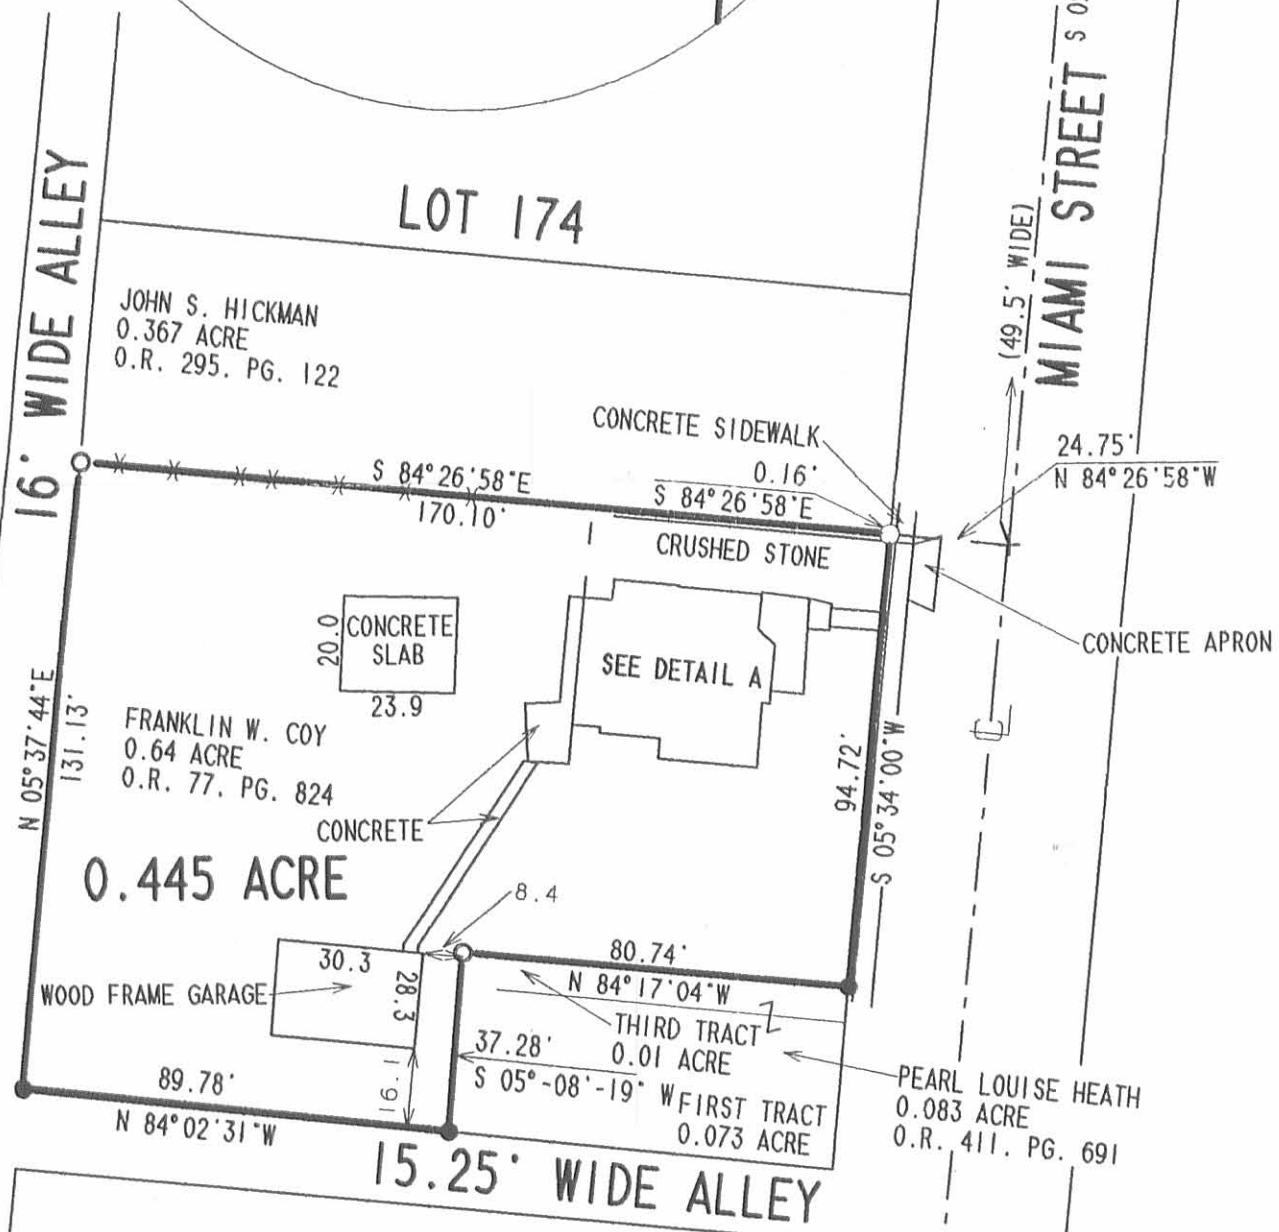 16' WIDE ALLEY
LOT 174
MIAMI STREET
(49.5' WIDE)
JOHN S. HICKMAN
0.367 ACRE
O.R. 295. PG. 122
CONCRETE SIDEWALK
24.75'
N 84°26'58"W
0.16'
S 84°26'58"E
S 84°26'58"E
170.10'
CRUSHED STONE
CONCRETE APRON
CONCRETE
SLAB
20.0
23.9
SEE DETAIL A
N 05°37'44"E
131.13'
FRANKLIN W. COY
0.64 ACRE
O.R. 77. PG. 824
CONCRETE
94.72'
S 05°34'00"W
0.445 ACRE
8.4
30.3
28.3
WOOD FRAME GARAGE
80.74'
N 84°17'04"W
THIRD TRACT
0.01 ACRE
37.28'
S 05°-08'-19" W
FIRST TRACT
0.073 ACRE
PEARL LOUISE HEATH
0.083 ACRE
O.R. 411. PG. 691
89.78'
N 84°02'31"W
15.25' WIDE ALLEY